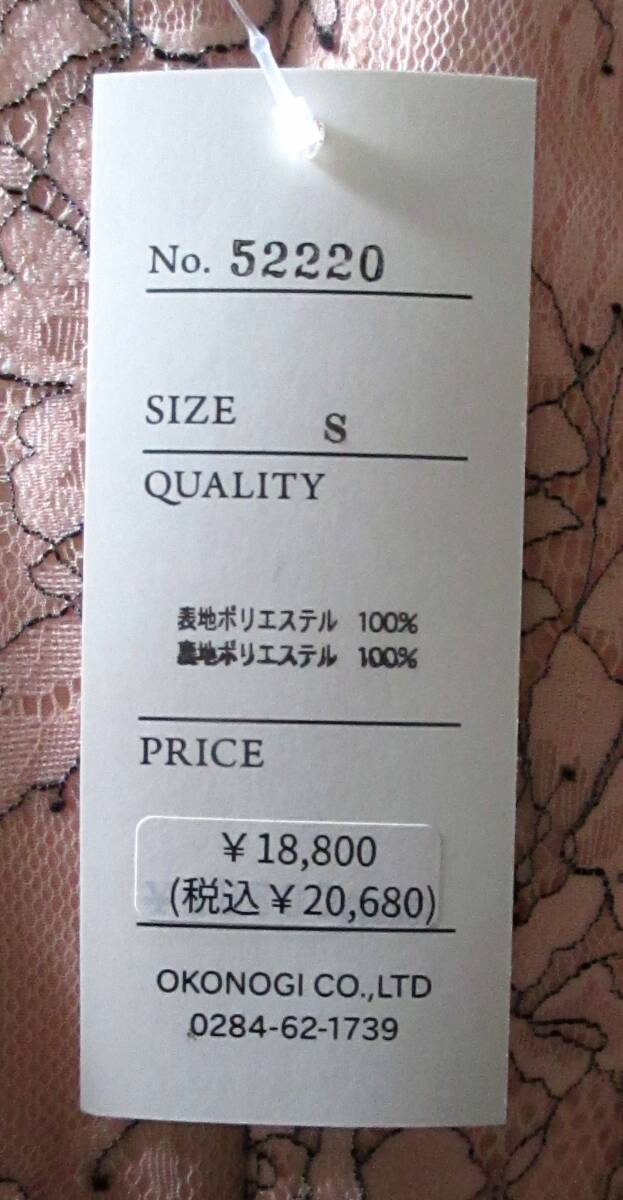 No. 52220
SIZE S
QUALITY
表地ポリエステル 100%
裏地ポリエステル 100%
PRICE
¥18,800
(税込¥20,680)
OKONOGI CO.,LTD
0284-62-1739